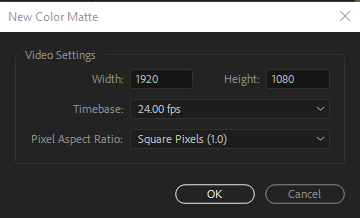 New Color Matte
Video Settings
Width: 1920 Height: 1080
Timebase: 24.00 fps
Pixel Aspect Ratio: Square Pixels (1.0)
OK Cancel